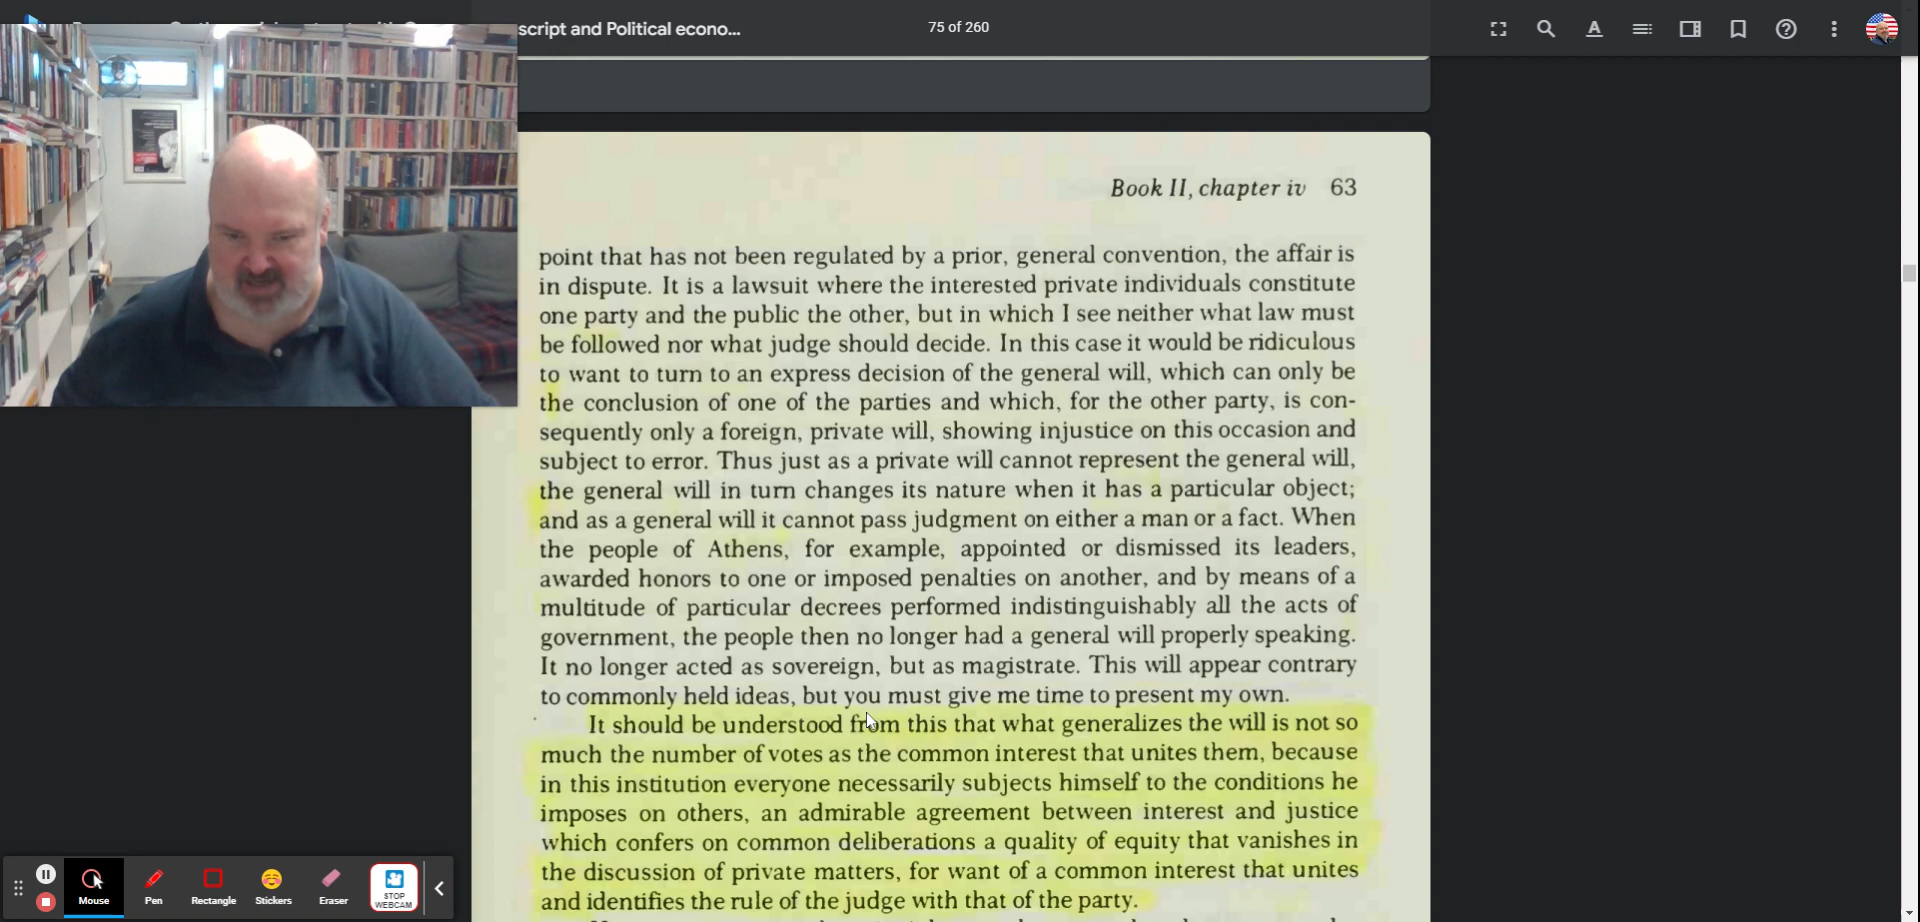 script and Political econo...
75 of 260
Book II, chapter iv 63
point that has not been regulated by a prior, general convention, the affair is
in dispute. It is a lawsuit where the interested private individuals constitute
one party and the public the other, but in which I see neither what law must
be followed nor what judge should decide. In this case it would be ridiculous
to want to turn to an express decision of the general will, which can only be
the conclusion of one of the parties and which, for the other party, is con-
sequently only a foreign, private will, showing injustice on this occasion and
subject to error. Thus just as a private will cannot represent the general will,
the general will in turn changes its nature when it has a particular object;
and as a general will it cannot pass judgment on either a man or a fact. When
the people of Athens, for example, appointed or dismissed its leaders,
awarded honors to one or imposed penalties on another, and by means of a
multitude of particular decrees performed indistinguishably all the acts of
government, the people then no longer had a general will properly speaking.
It no longer acted as sovereign, but as magistrate. This will appear contrary
to commonly held ideas, but you must give me time to present my own.
It should be understood from this that what generalizes the will is not so
much the number of votes as the common interest that unites them, because
in this institution everyone necessarily subjects himself to the conditions he
imposes on others, an admirable agreement between interest and justice
which confers on common deliberations a quality of equity that vanishes in
the discussion of private matters, for want of a common interest that unites
and identifies the rule of the judge with that of the party.
Mouse
Pen
Rectangle
Stickers
Eraser
STOP
WEBCAM